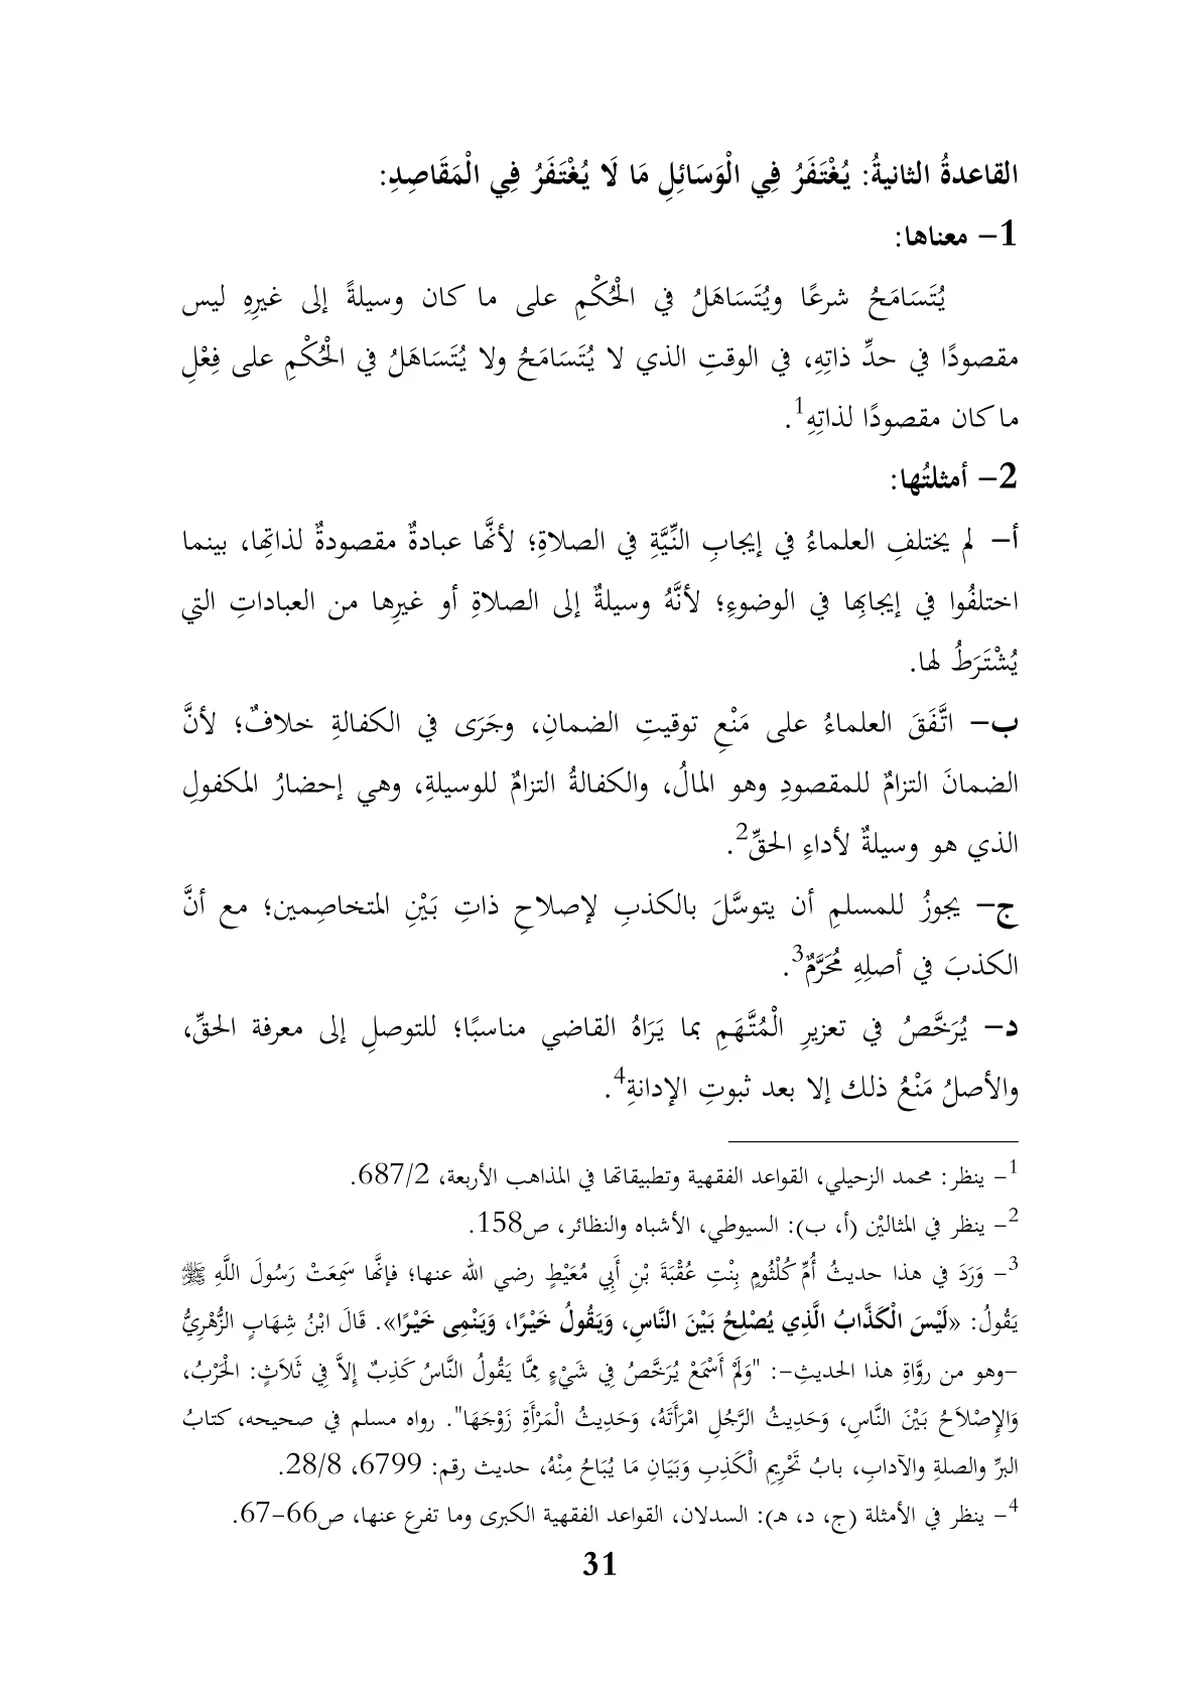 القاعدةُ الثانيةُ: يُغْتَفَرُ فِي الْوَسَائِلِ مَا لَا يُغْتَفَرُ فِي الْمَقَاصِدِ:
1- معناها:
يُتَسَامَحُ شرعًا ويُتَسَاهَلُ في الْحُكْمِ على ما كان وسيلةً إلى غيرِهِ ليس
مقصودًا في حدِّ ذاتِهِ، في الوقتِ الذي لا يُتَسَامَحُ ولا يُتَسَاهَلُ في الْحُكْمِ على فِعْلِ
ما كان مقصودًا لذاتِهِ1.
2- أمثلتُها:
أ- لم يختلفِ العلماءُ في إيجابِ النِّيَّةِ في الصلاةِ؛ لأنَّها عبادةٌ مقصودةٌ لذاتِها، بينما
اختلفُوا في إيجابِها في الوضوءِ؛ لأنَّهُ وسيلةٌ إلى الصلاةِ أو غيرِها من العباداتِ التي
يُشْتَرَطُ لها.
ب- اتَّفَقَ العلماءُ على مَنْعِ توقيتِ الضمانِ، وجَرَى في الكفالةِ خلافٌ؛ لأنَّ
الضمانَ التزامٌ للمقصودِ وهو المالُ، والكفالةُ التزامٌ للوسيلةِ، وهي إحضارُ المكفولِ
الذي هو وسيلةٌ لأداءِ الحقِّ2.
ج- يجوزُ للمسلمِ أن يتوسَّلَ بالكذبِ لإصلاحِ ذاتِ بَيْنِ المتخاصِمين؛ مع أنَّ
الكذبَ في أصلِهِ مُحَرَّمٌ3.
د- يُرَخَّصُ في تعزيرِ الْمُتَّهَمِ بما يَرَاهُ القاضي مناسبًا؛ للتوصلِ إلى معرفة الحقِّ،
والأصلُ مَنْعُ ذلك إلا بعد ثبوتِ الإدانةِ4.
1- ينظر: محمد الزحيلي، القواعد الفقهية وتطبيقاتها في المذاهب الأربعة، 687/2.
2- ينظر في المثاليْن (أ، ب): السيوطي، الأشباه والنظائر، ص158.
3- وَرَدَ في هذا حديثُ أُمِّ كُلْثُومٍ بِنْتِ عُقْبَةَ بْنِ أَبِي مُعَيْطٍ رضي الله عنها؛ فإنَّها سَمِعَتْ رَسُولَ اللَّهِ ﷺ
يَقُولُ: «لَيْسَ الْكَذَّابُ الَّذِي يُصْلِحُ بَيْنَ النَّاسِ، وَيَقُولُ خَيْرًا، وَيَنْمِى خَيْرًا». قَالَ ابْنُ شِهَابٍ الزُّهْرِيُّ
-وهو من روَّاةِ هذا الحديثِ-: "وَلَمْ أَسْمَعْ يُرَخَّصُ فِي شَيْءٍ مِمَّا يَقُولُ النَّاسُ كَذِبٌ إِلاَّ فِي ثَلاَثٍ: الْحَرْبُ،
وَالإِصْلاَحُ بَيْنَ النَّاسِ، وَحَدِيثُ الرَّجُلِ امْرَأَتَهُ، وَحَدِيثُ الْمَرْأَةِ زَوْجَهَا". رواه مسلم في صحيحه، كتابُ
البرِّ والصلةِ والآدابِ، بابُ تَحْرِيمِ الْكَذِبِ وَبَيَانِ مَا يُبَاحُ مِنْهُ، حديث رقم: 6799، 28/8.
4- ينظر في الأمثلة (ج، د، هـ): السدلان، القواعد الفقهية الكبرى وما تفرع عنها، ص66-67.
31